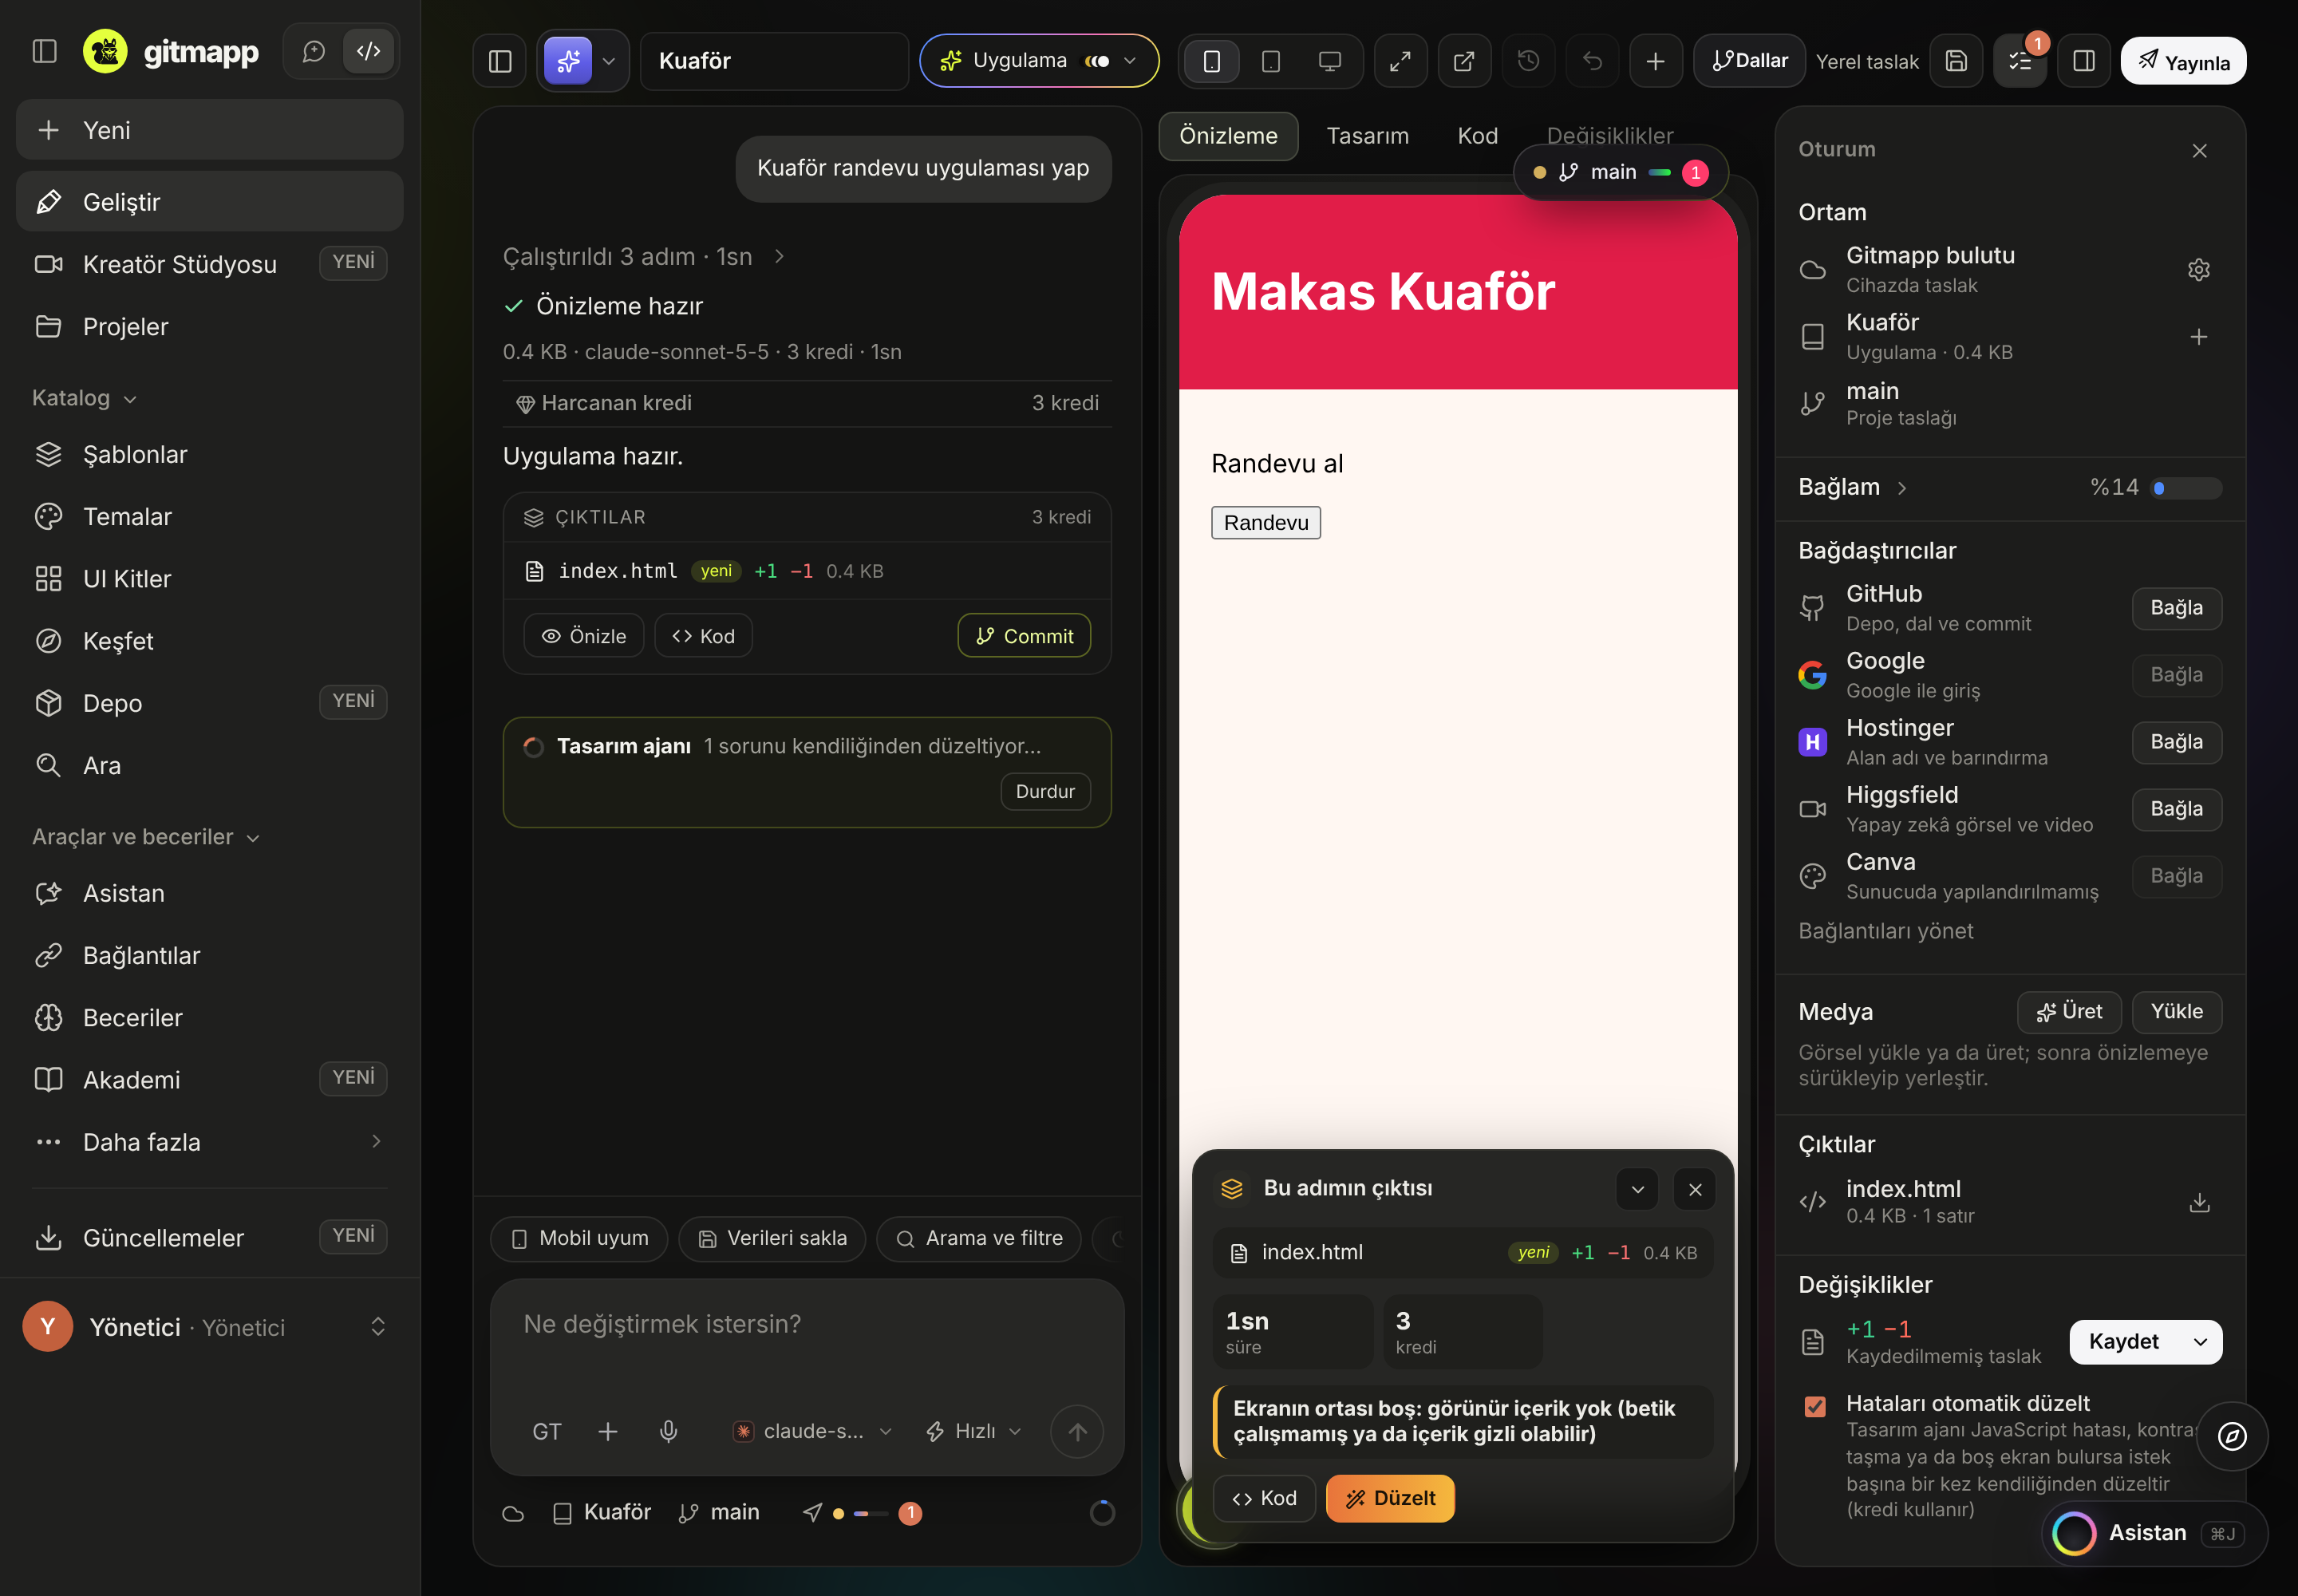 gitmapp
Yeni
Geliştir
Kreatör Stüdyosu YENİ
Projeler
Katalog
Şablonlar
Temalar
UI Kitler
Keşfet
Depo YENİ
Ara
Araçlar ve beceriler
Asistan
Bağlantılar
Beceriler
Akademi YENİ
Daha fazla
Güncellemeler YENİ
Y Yönetici · Yönetici
Kuaför
Uygulama
Dallar
Yerel taslak
1
Yayınla
Kuaför randevu uygulaması yap
Çalıştırıldı 3 adım · 1sn
Önizleme hazır
0.4 KB · claude-sonnet-5-5 · 3 kredi · 1sn
Harcanan kredi 3 kredi
Uygulama hazır.
ÇIKTILAR 3 kredi
index.html yeni +1 −1 0.4 KB
Önizle Kod Commit
Tasarım ajanı 1 sorunu kendiliğinden düzeltiyor...
Durdur
Mobil uyum Verileri sakla Arama ve filtre
Ne değiştirmek istersin?
GT claude-s... Hızlı
Kuaför main 1
Önizleme Tasarım Kod Değişiklikler
main 1
Makas Kuaför
Randevu al
Randevu
Bu adımın çıktısı
index.html yeni +1 −1 0.4 KB
1sn 3
süre kredi
Ekranın ortası boş: görünür içerik yok (betik
çalışmamış ya da içerik gizli olabilir)
Kod Düzelt
Oturum
Ortam
Gitmapp bulutu
Cihazda taslak
Kuaför
Uygulama · 0.4 KB
main
Proje taslağı
Bağlam %14
Bağdaştırıcılar
GitHub Bağla
Depo, dal ve commit
Google Bağla
Google ile giriş
Hostinger Bağla
Alan adı ve barındırma
Higgsfield Bağla
Yapay zekâ görsel ve video
Canva Bağla
Sunucuda yapılandırılmamış
Bağlantıları yönet
Medya Üret Yükle
Görsel yükle ya da üret; sonra önizlemeye
sürükleyip yerleştir.
Çıktılar
index.html
0.4 KB · 1 satır
Değişiklikler
+1 −1
Kaydedilmemiş taslak Kaydet
Hataları otomatik düzelt
Tasarım ajanı JavaScript hatası,
taşma ya da boş ekran bulursa istek
başına bir kez kendiliğinden düzeltir
(kredi kullanır)
Asistan ⌘J